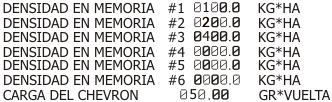 DENSIDAD EN MEMORIA #1 0100.0 KG*HA
DENSIDAD EN MEMORIA #2 0200.0 KG*HA
DENSIDAD EN MEMORIA #3 0400.0 KG*HA
DENSIDAD EN MEMORIA #4 0000.0 KG*HA
DENSIDAD EN MEMORIA #5 0000.0 KG*HA
DENSIDAD EN MEMORIA #6 0000.0 KG*HA
CARGA DEL CHEVRON 050.00 GR*VUELTA